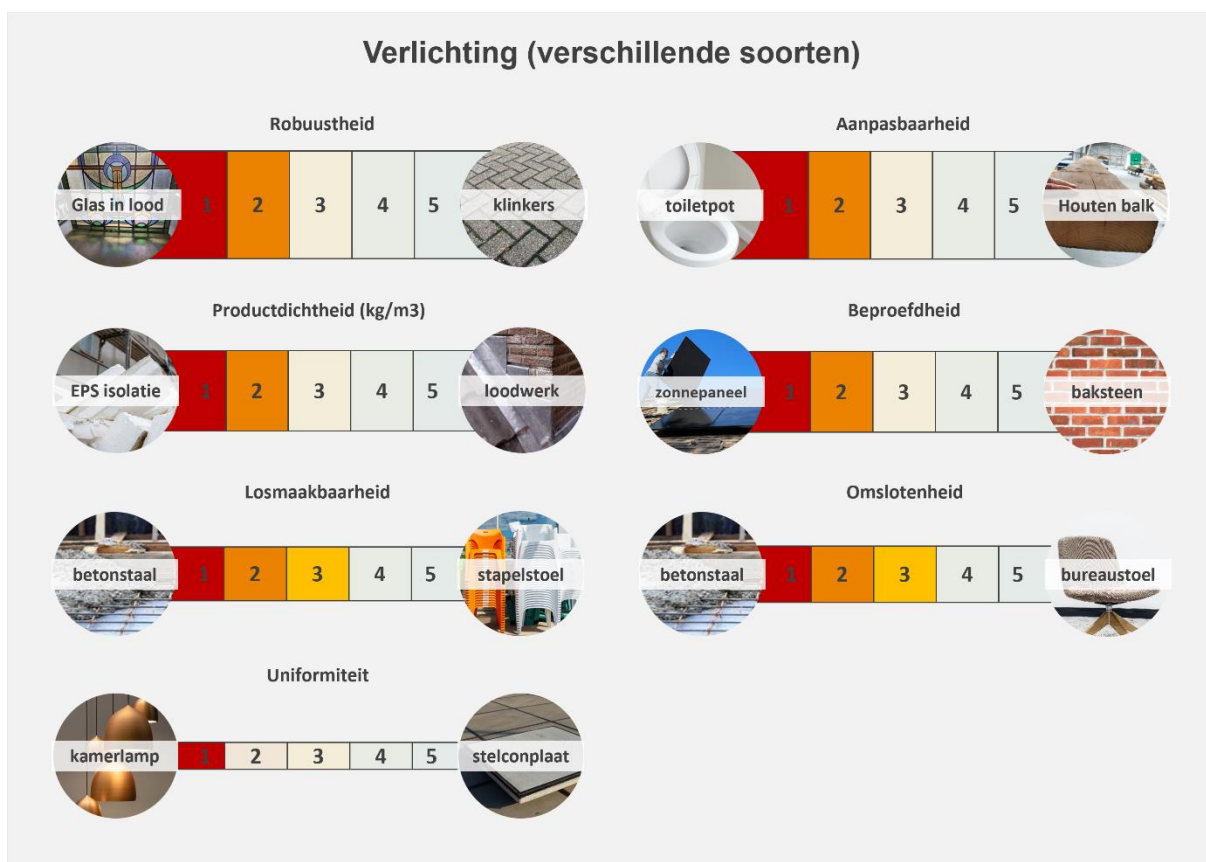 Verlichting (verschillende soorten)
Robuustheid
Glas in lood 1 2 3 4 5 klinkers
Aanpasbaarheid
toiletpot 1 2 3 4 5 Houten balk
Productdichtheid (kg/m3)
EPS isolatie 1 2 3 4 5 loodwerk
Beproefdheid
zonnepaneel 1 2 3 4 5 baksteen
Losmaakbaarheid
betonstaal 1 2 3 4 5 stapelstoel
Omslotenheid
betonstaal 1 2 3 4 5 bureaustoel
Uniformiteit
kamerlamp 1 2 3 4 5 stelconplaat